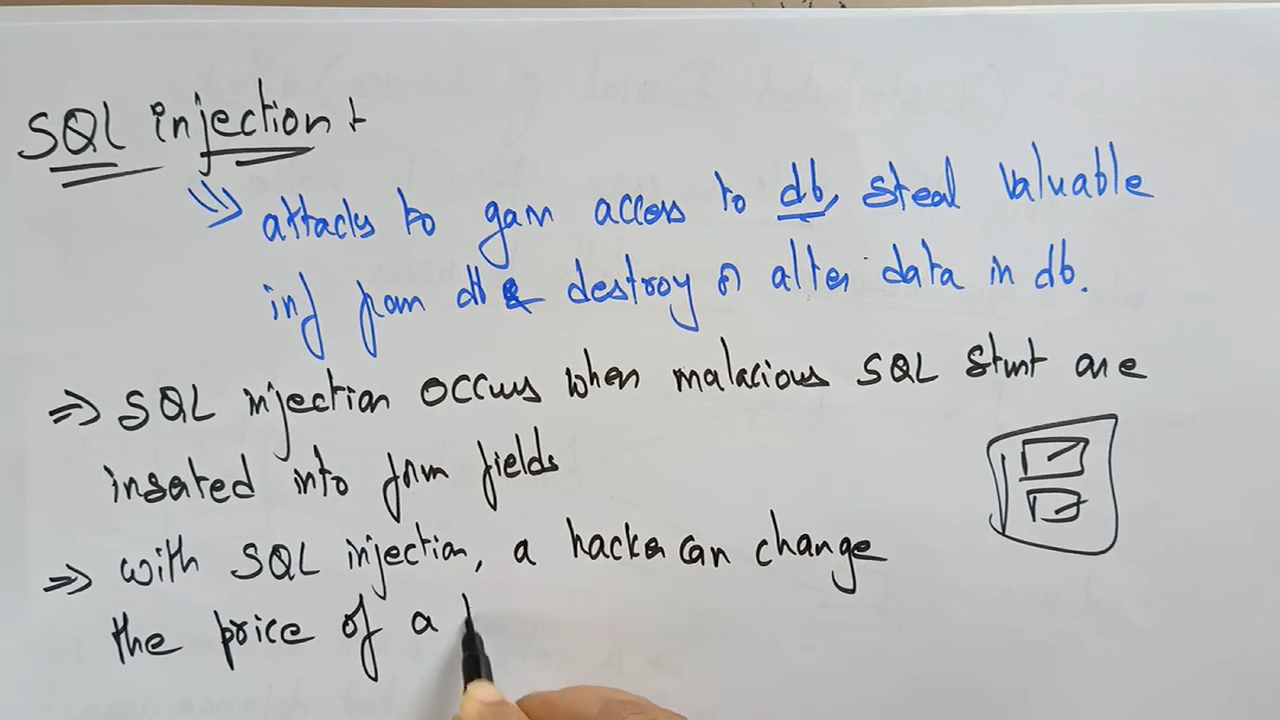 SQL injection :-
attacks to gain access to db, steal valuable
inf from db & destroy or alter data in db.
⇒ SQL injection occurs when malacious SQL Stmt are
inserted into form fields
⇒ with SQL injection, a hacker can change
the price of a